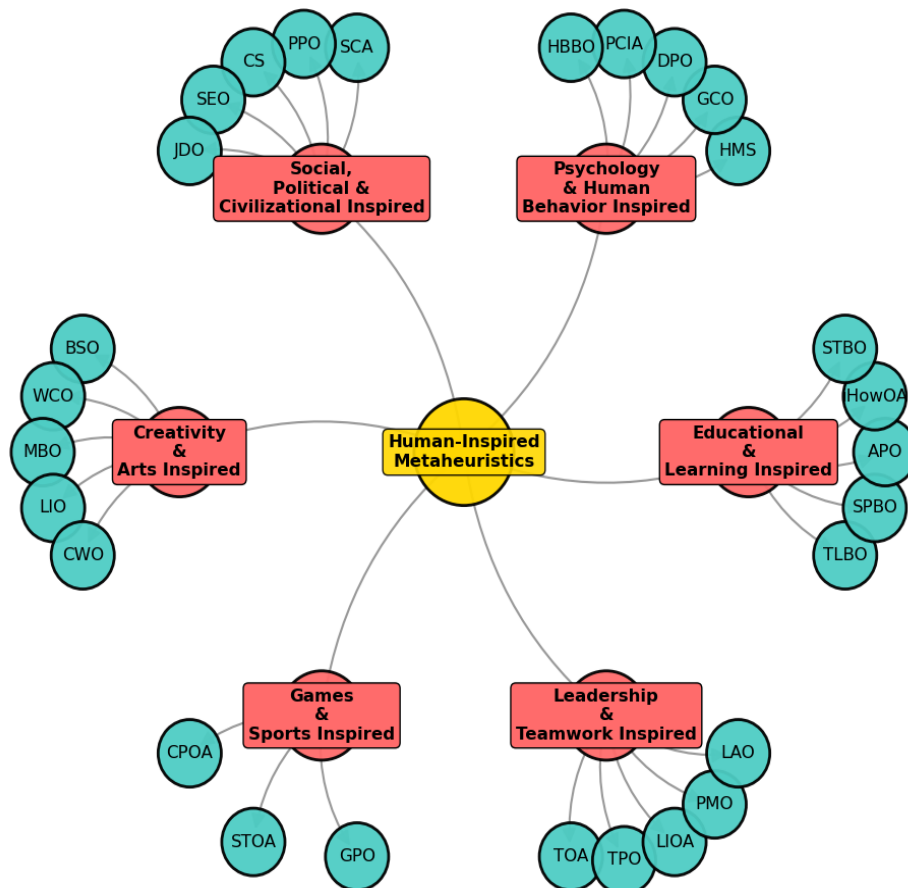 PPO
SCA
CS
SEO
JDO
Social,
Political &
Civilizational Inspired
HBBO
PCIA
DPO
GCO
HMS
Psychology
& Human
Behavior Inspired
BSO
WCO
MBO
LIO
CWO
Creativity
&
Arts Inspired
Human-Inspired
Metaheuristics
Educational
&
Learning Inspired
STBO
HowOA
APO
SPBO
TLBO
Games
&
Sports Inspired
CPOA
STOA
GPO
Leadership
&
Teamwork Inspired
LAO
PMO
LIOA
TPO
TOA